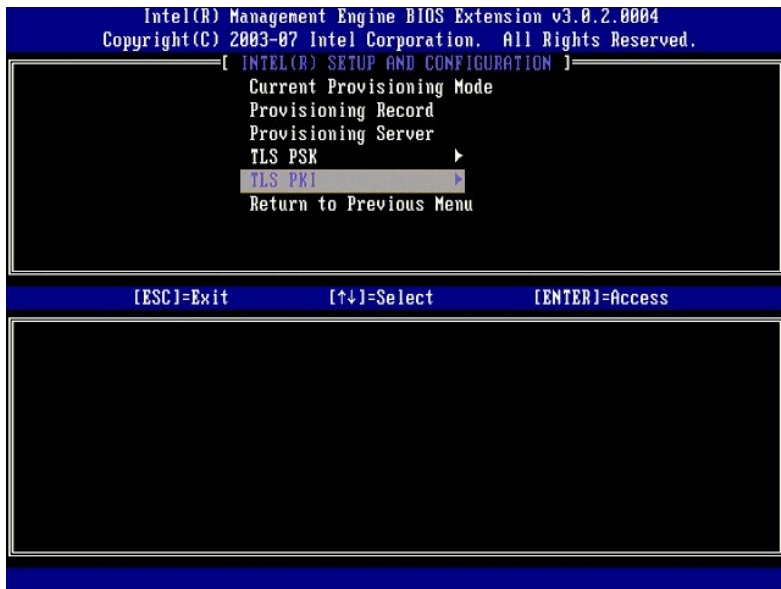 Intel(R) Management Engine BIOS Extension v3.0.2.0004
Copyright(C) 2003-07 Intel Corporation. All Rights Reserved.
[ INTEL(R) SETUP AND CONFIGURATION ]
Current Provisioning Mode
Provisioning Record
Provisioning Server
TLS PSK ►
TLS PKI ►
Return to Previous Menu
[ESC]=Exit [↑↓]=Select [ENTER]=Access